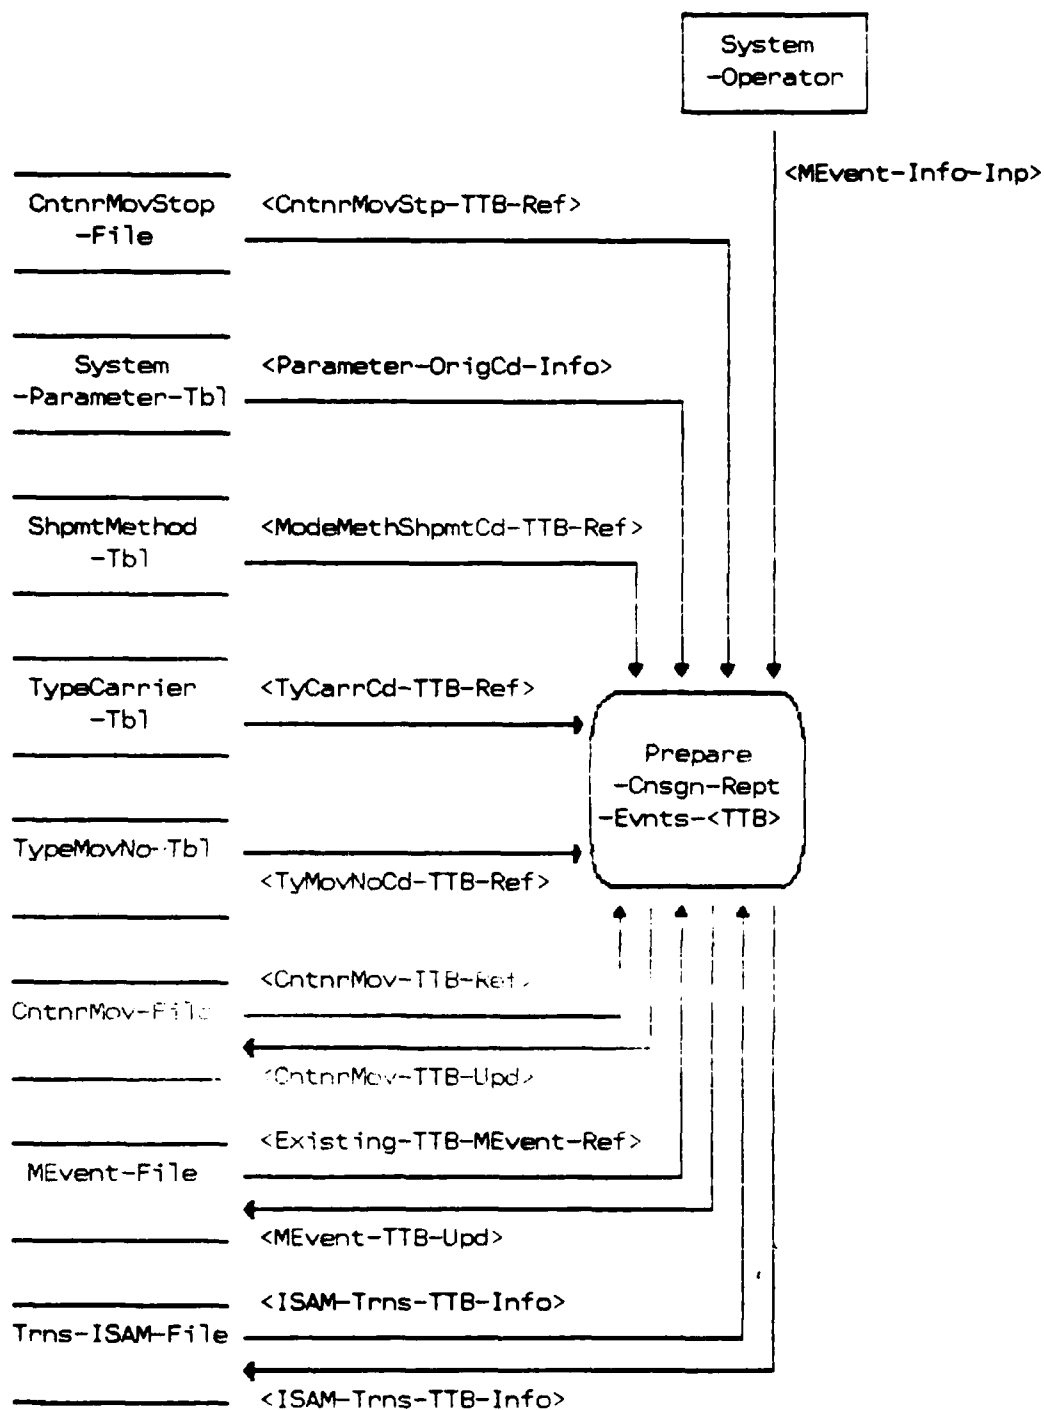 System
-Operator
<MEvent-Info-Inp>
CntnrMovStop
-File
<CntnrMovStp-TTB-Ref>
System
-Parameter-Tbl
<Parameter-OrigCd-Info>
ShpmtMethod
-Tbl
<ModeMethShpmtCd-TTB-Ref>
TypeCarrier
-Tbl
<TyCarrCd-TTB-Ref>
Prepare
-Cnsgn-Rept
-Evnts-<TTB>
TypeMovNo-Tbl
<TyMovNoCd-TTB-Ref>
<CntnrMov-TTB-Ref>
CntnrMov-File
<CntnrMov-TTB-Upd>
<Existing-TTB-MEvent-Ref>
MEvent-File
<MEvent-TTB-Upd>
<ISAM-Trns-TTB-Info>
Trns-ISAM-File
<ISAM-Trns-TTB-Info>